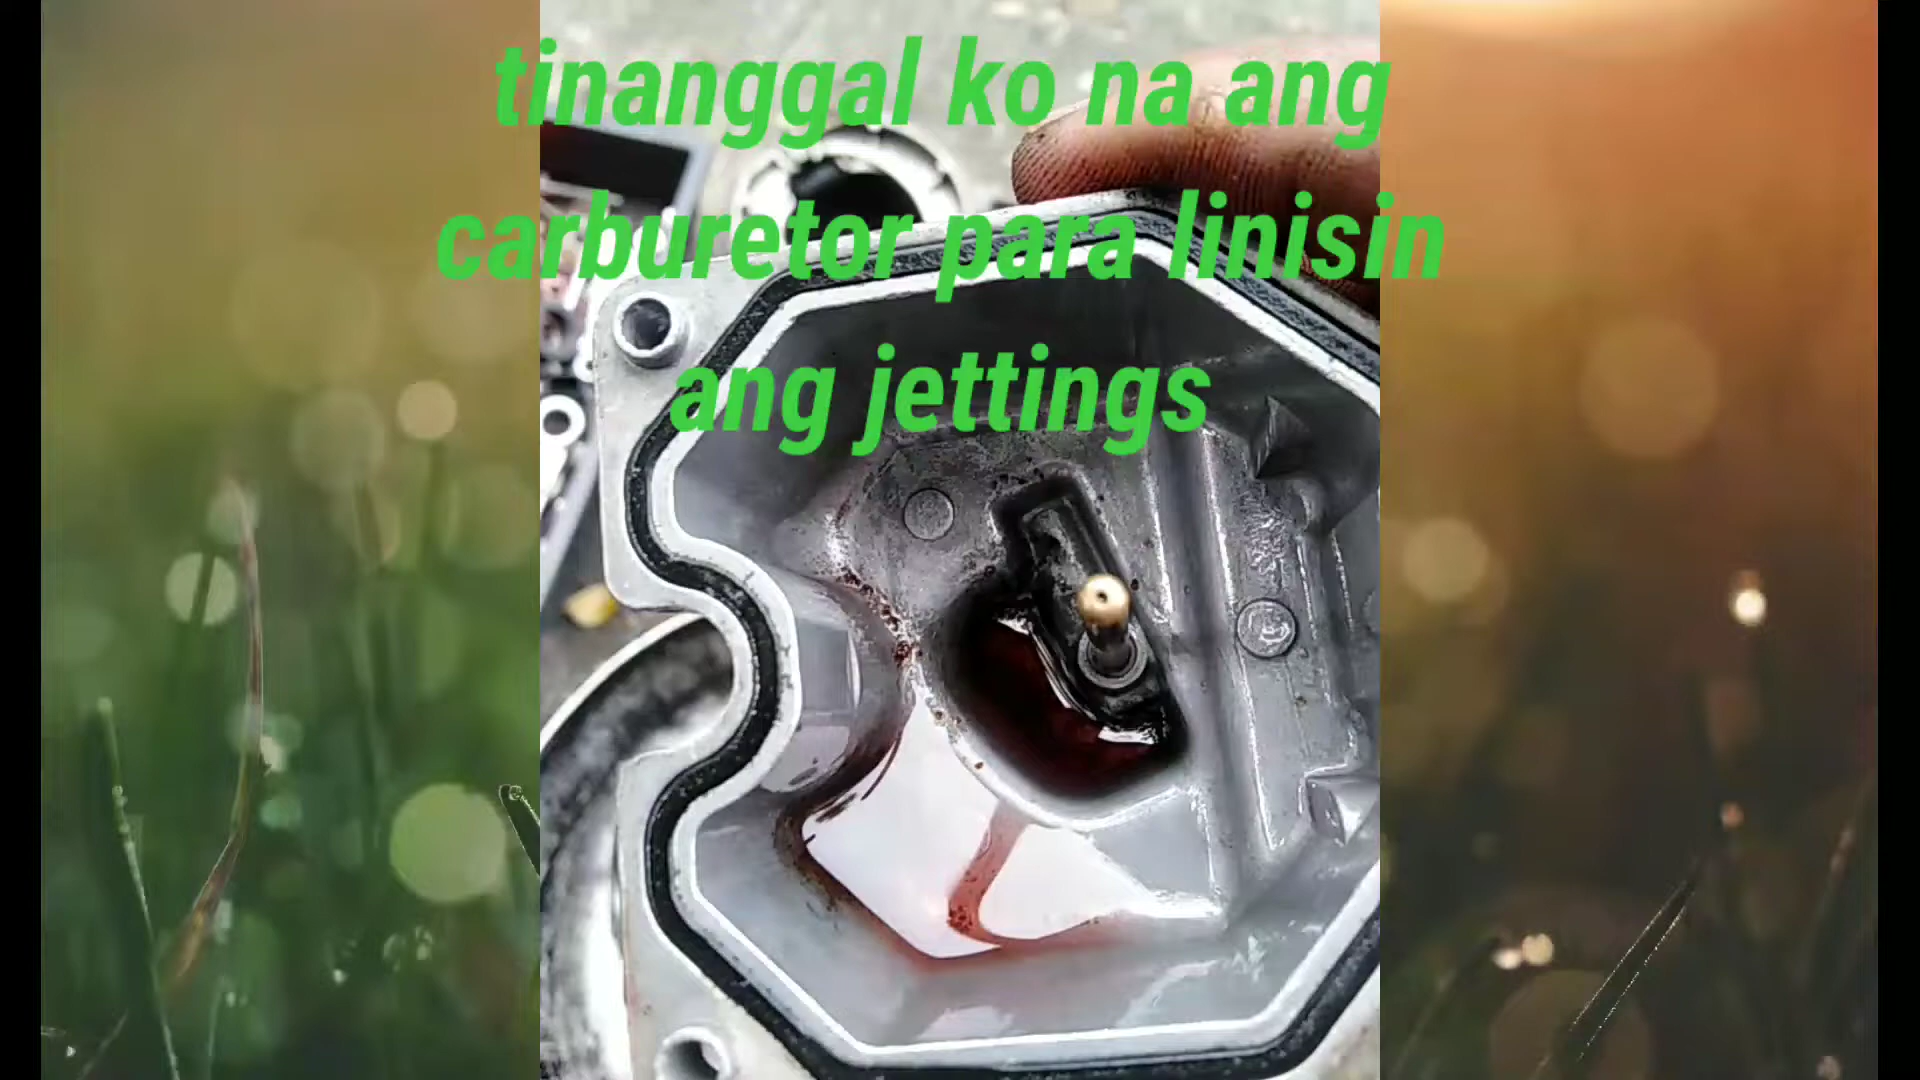 tinanggal ko na ang
carburetor para linisin
ang jettings